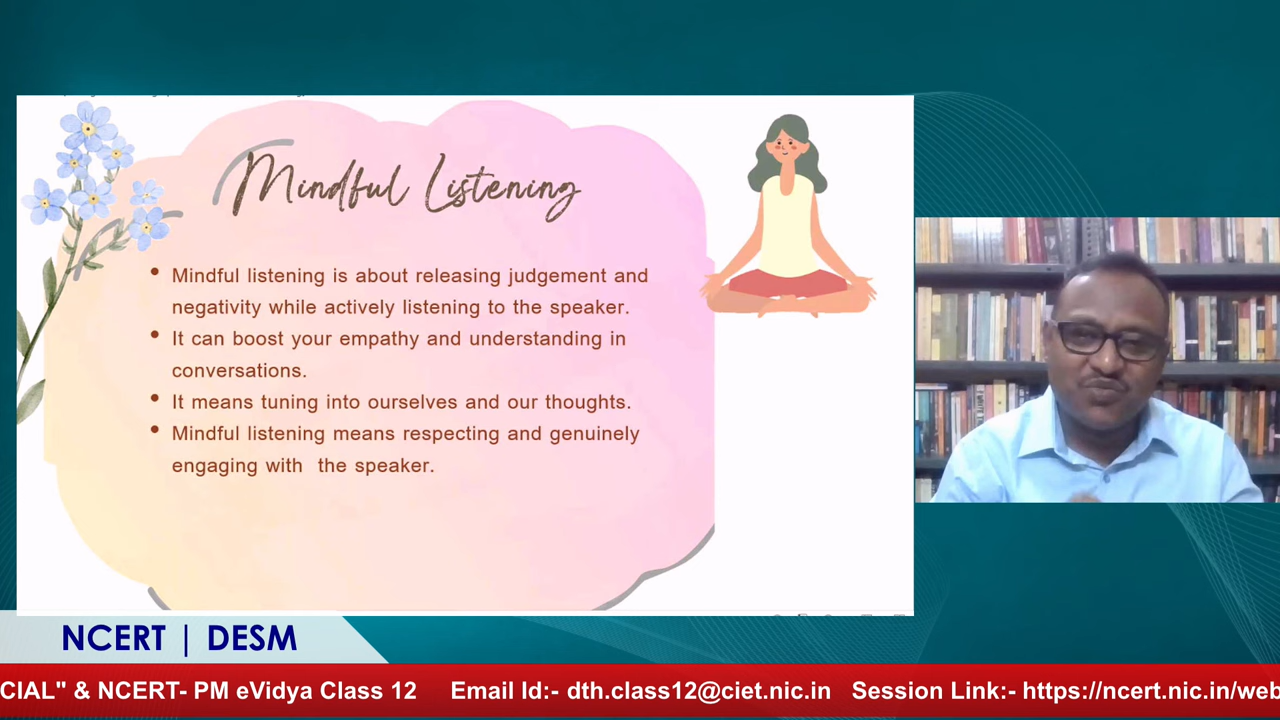 Mindful Listening
• Mindful listening is about releasing judgement and
negativity while actively listening to the speaker.
• It can boost your empathy and understanding in
conversations.
• It means tuning into ourselves and our thoughts.
• Mindful listening means respecting and genuinely
engaging with the speaker.
NCERT | DESM
CIAL" & NCERT- PM eVidya Class 12 Email Id:- dth.class12@ciet.nic.in Session Link:- https://ncert.nic.in/web